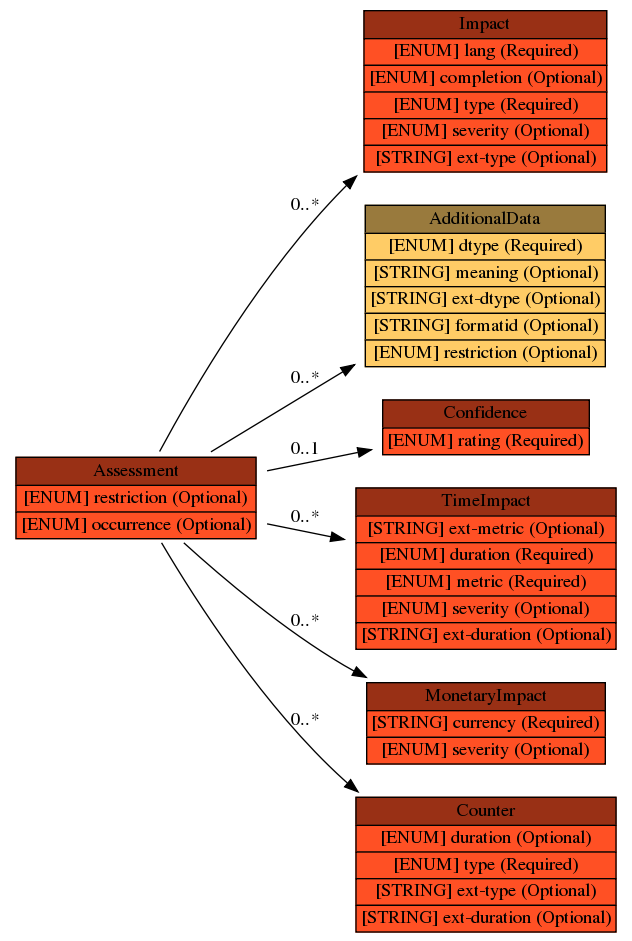 Impact
[ENUM] lang (Required)
[ENUM] completion (Optional)
[ENUM] type (Required)
[ENUM] severity (Optional)
[STRING] ext-type (Optional)
0..*
AdditionalData
[ENUM] dtype (Required)
[STRING] meaning (Optional)
[STRING] ext-dtype (Optional)
[STRING] formatid (Optional)
[ENUM] restriction (Optional)
0..*
Confidence
[ENUM] rating (Required)
0..1
Assessment
[ENUM] restriction (Optional)
[ENUM] occurrence (Optional)
0..*
TimeImpact
[STRING] ext-metric (Optional)
[ENUM] duration (Required)
[ENUM] metric (Required)
[ENUM] severity (Optional)
[STRING] ext-duration (Optional)
0..*
MonetaryImpact
[STRING] currency (Required)
[ENUM] severity (Optional)
0..*
Counter
[ENUM] duration (Optional)
[ENUM] type (Required)
[STRING] ext-type (Optional)
[STRING] ext-duration (Optional)